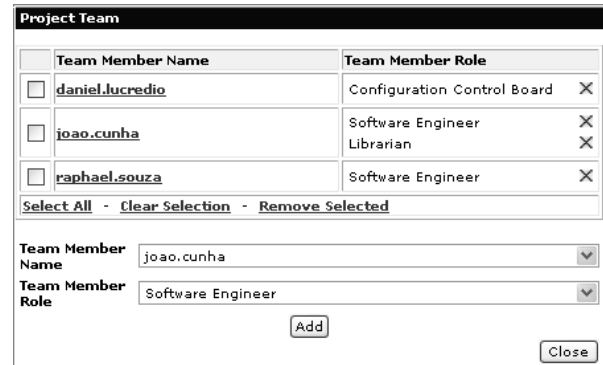 Project Team
Team Member Name Team Member Role
daniel.lucredio Configuration Control Board
joao.cunha Software Engineer
Librarian
raphael.souza Software Engineer
Select All - Clear Selection - Remove Selected
Team Member Name joao.cunha
Team Member Role Software Engineer
Add
Close